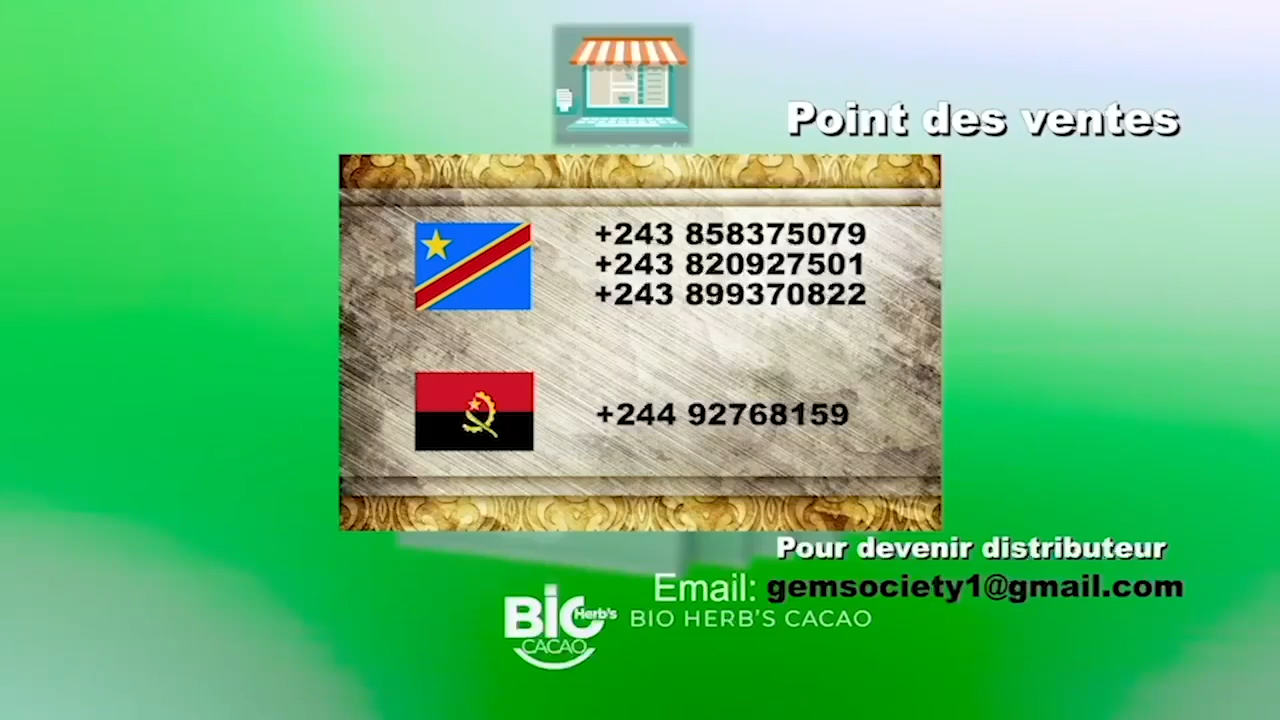 Point des ventes
+243 858375079
+243 820927501
+243 899370822
+244 92768159
Pour devenir distributeur
Email: gemsociety1@gmail.com
BIO Herb's
CACAO
BIO HERB'S CACAO